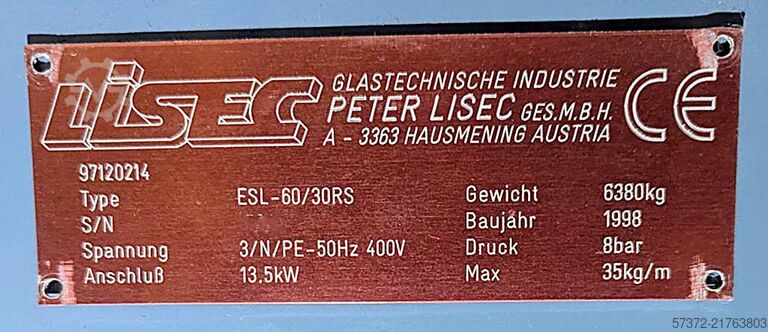 LiSEC
GLASTECHNISCHE INDUSTRIE
PETER LISEC GES.M.B.H.
A - 3363 HAUSMENING AUSTRIA
CE
97120214
Type ESL-60/30RS Gewicht 6380kg
S/N Baujahr 1998
Spannung 3/N/PE-50Hz 400V Druck 8bar
Anschluß 13.5kW Max 35kg/m
57372-21763803